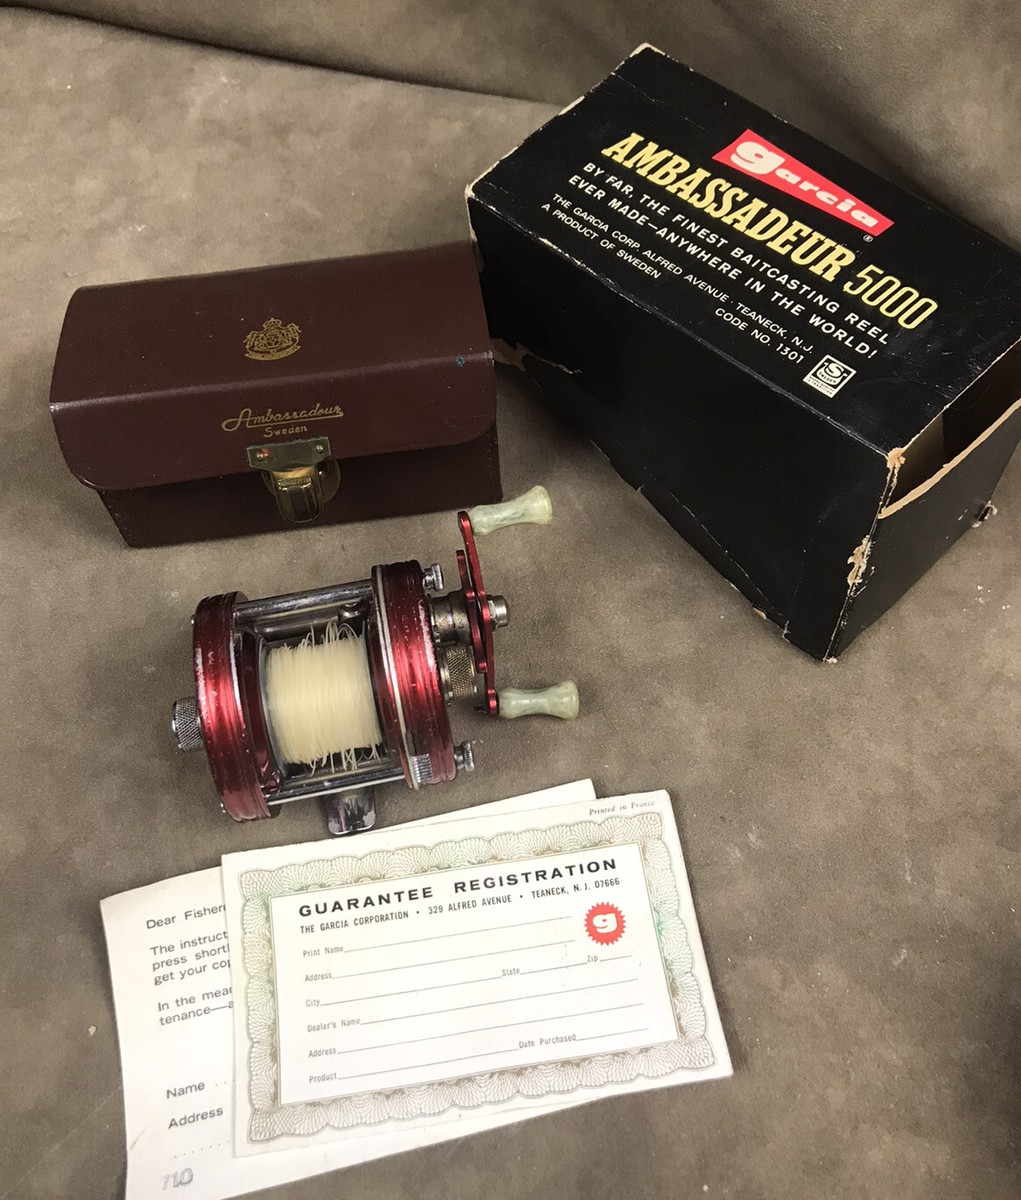 garcia
®
AMBASSADEUR 5000
BY FAR, THE FINEST BAITCASTING REEL
EVER MADE—ANYWHERE IN THE WORLD!
THE GARCIA CORP. ALFRED AVENUE · TEANECK, N.J.
A PRODUCT OF SWEDEN
CODE NO. 1301
Ambassadeur
Sweden
Printed in France
GUARANTEE REGISTRATION
THE GARCIA CORPORATION • 329 ALFRED AVENUE • TEANECK, N. J. 07666
g
Print Name
Address State Zip
City
Dealer's Name
Address Date Purchased
Product
Dear Fisher
The instruct
press shortl
get your cop
In the mean
tenance—a
Name
Address
710